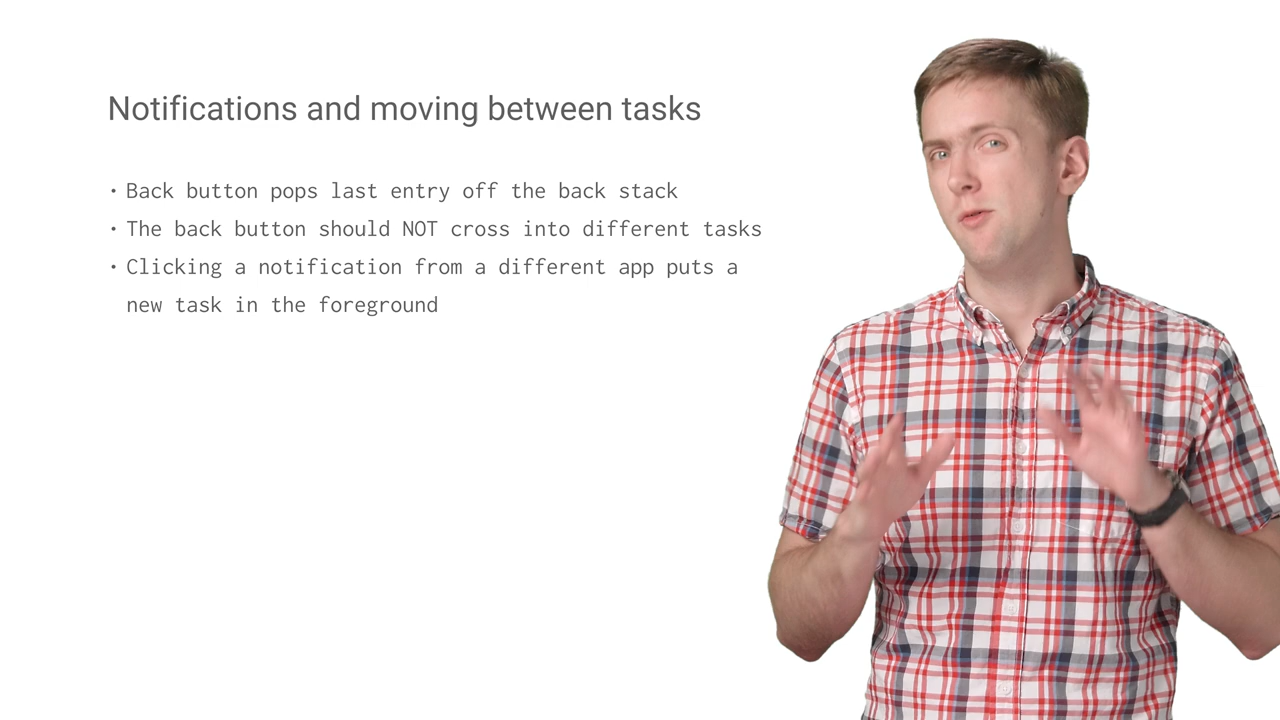 Notifications and moving between tasks
• Back button pops last entry off the back stack
• The back button should NOT cross into different tasks
• Clicking a notification from a different app puts a
new task in the foreground